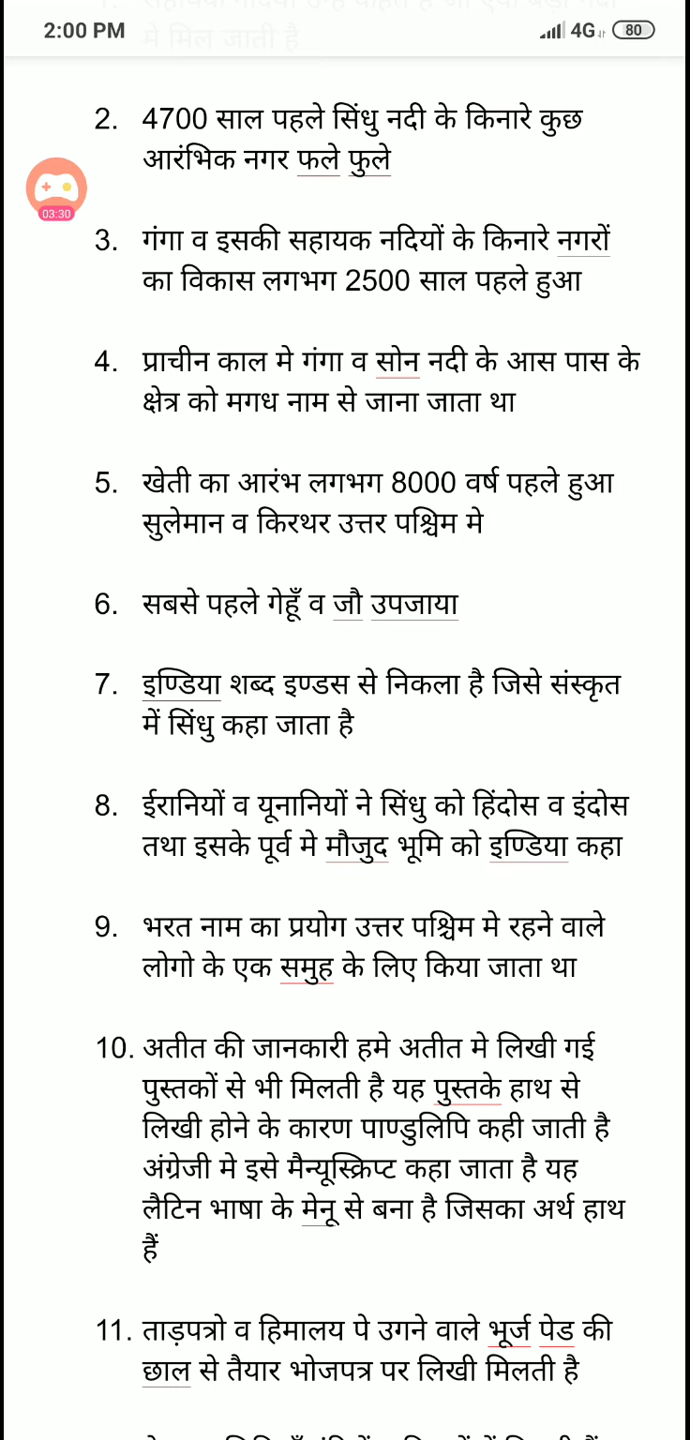 2:00 PM
4G 80
में मिल जाती है
2. 4700 साल पहले सिंधु नदी के किनारे कुछ
आरंभिक नगर फले फुले
03:30
3. गंगा व इसकी सहायक नदियों के किनारे नगरों
का विकास लगभग 2500 साल पहले हुआ
4. प्राचीन काल मे गंगा व सोन नदी के आस पास के
क्षेत्र को मगध नाम से जाना जाता था
5. खेती का आरंभ लगभग 8000 वर्ष पहले हुआ
सुलेमान व किरथर उत्तर पश्चिम मे
6. सबसे पहले गेहूँ व जौ उपजाया
7. इण्डिया शब्द इण्डस से निकला है जिसे संस्कृत
में सिंधु कहा जाता है
8. ईरानियों व यूनानियों ने सिंधु को हिंदोस व इंदोस
तथा इसके पूर्व मे मौजुद भूमि को इण्डिया कहा
9. भरत नाम का प्रयोग उत्तर पश्चिम मे रहने वाले
लोगो के एक समुह के लिए किया जाता था
10. अतीत की जानकारी हमे अतीत मे लिखी गई
पुस्तकों से भी मिलती है यह पुस्तके हाथ से
लिखी होने के कारण पाण्डुलिपि कही जाती है
अंग्रेजी मे इसे मैन्यूस्क्रिप्ट कहा जाता है यह
लैटिन भाषा के मेनू से बना है जिसका अर्थ हाथ
हैं
11. ताड़पत्रो व हिमालय पे उगने वाले भूर्ज पेड की
छाल से तैयार भोजपत्र पर लिखी मिलती है